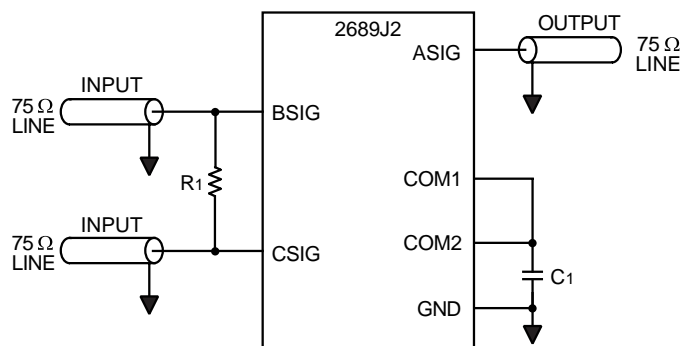 2689J2
OUTPUT
ASIG
75 Ω
LINE
INPUT
75 Ω
LINE
BSIG
R1
COM1
INPUT
75 Ω
LINE
CSIG
COM2
C1
GND